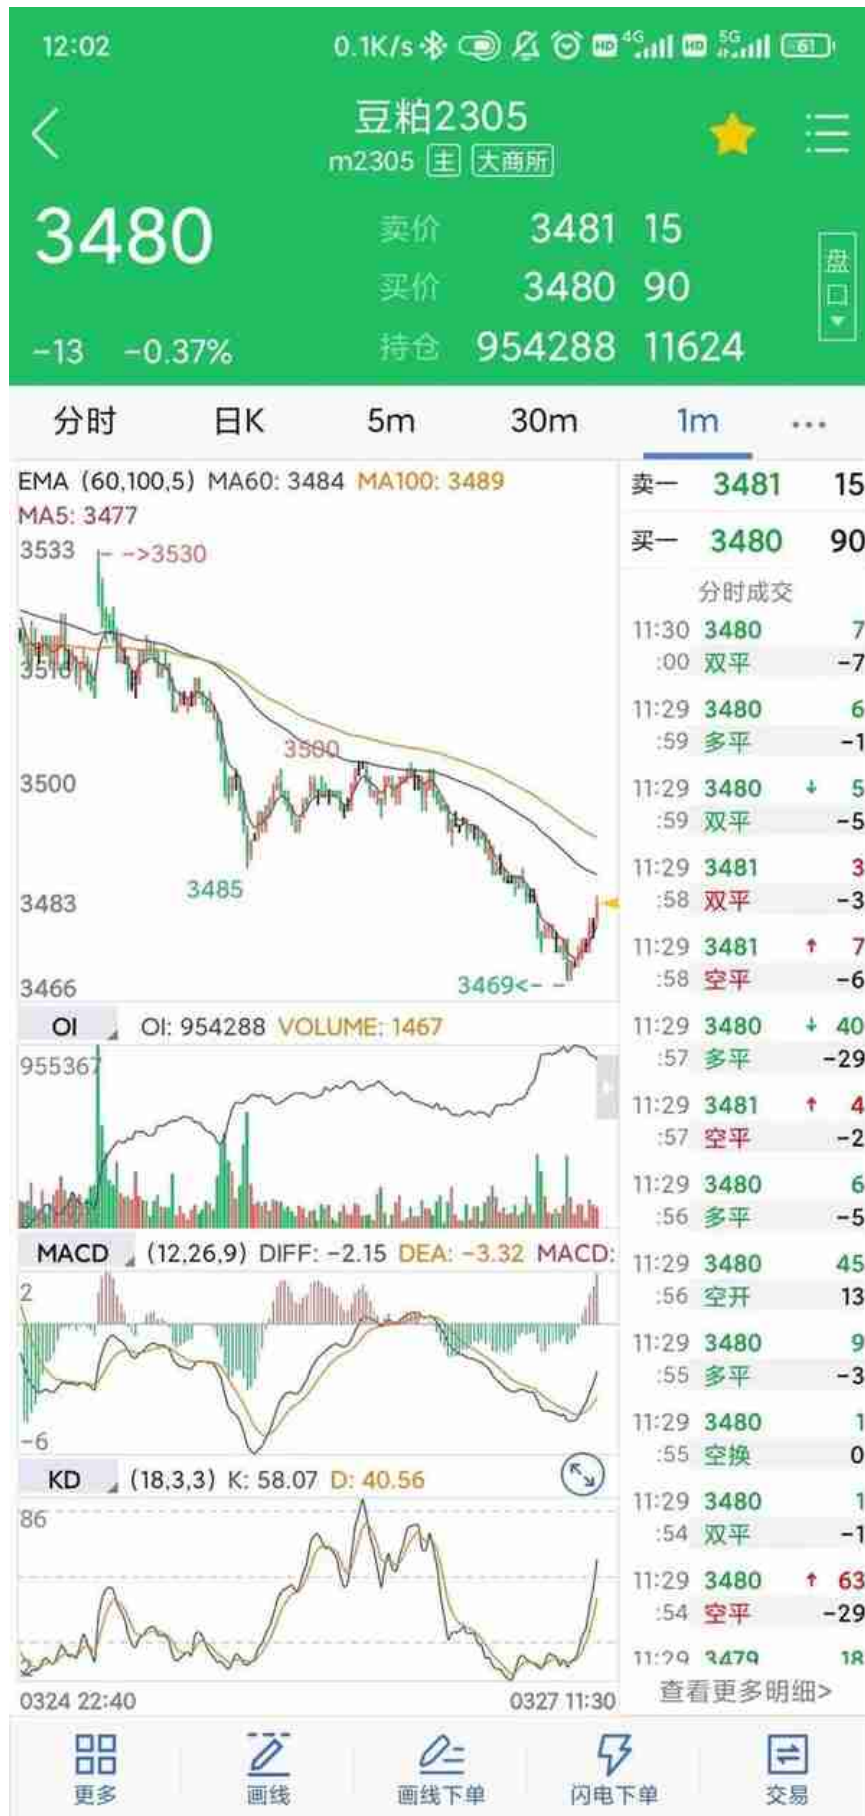 12:02 0.1K/s HD 4G HD 5G 61
豆粕2305
m2305 主 大商所
3480 卖价 3481 15
买价 3480 90
盘口
-13 -0.37% 持仓 954288 11624
分时 日K 5m 30m 1m ...
EMA (60,100,5) MA60: 3484 MA100: 3489
MA5: 3477
3533 3530
3500
3500
3485
3483
3469
3466
OI OI: 954288 VOLUME: 1467
955367
MACD (12,26,9) DIFF: -2.15 DEA: -3.32 MACD:
2
-6
KD (18,3,3) K: 58.07 D: 40.56
86
0324 22:40 0327 11:30
卖一 3481 15
买一 3480 90
分时成交
11:30 3480 7
:00 双平 -7
11:29 3480 6
:59 多平 -1
11:29 3480 ↓ 5
:59 双平 -5
11:29 3481 3
:58 双平 -3
11:29 3481 ↑ 7
:58 空平 -6
11:29 3480 ↓ 40
:57 多平 -29
11:29 3481 ↑ 4
:57 空平 -2
11:29 3480 6
:56 多平 -5
11:29 3480 45
:56 空开 13
11:29 3480 9
:55 多平 -3
11:29 3480 1
:55 空换 0
11:29 3480 1
:54 双平 -1
11:29 3480 ↑ 63
:54 空平 -29
11:29 3479 18
查看更多明细>
更多 画线 画线下单 闪电下单 交易